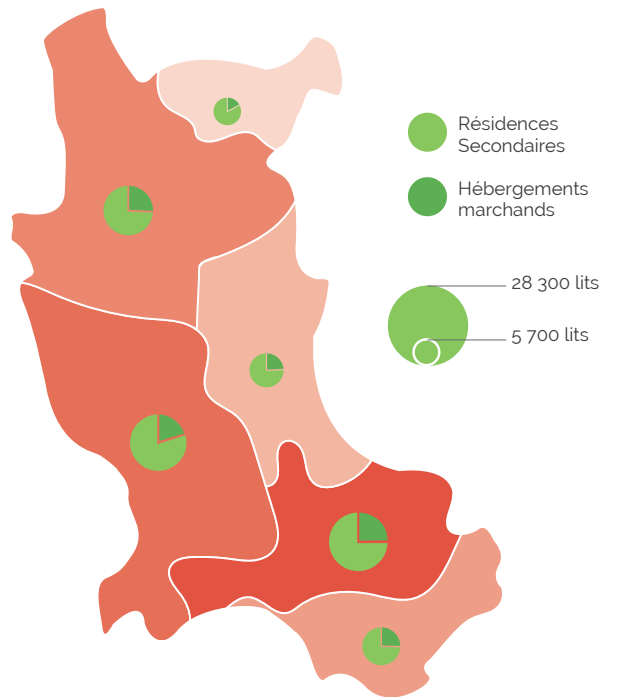 Résidences
Secondaires
Hébergements
marchands
28 300 lits
5 700 lits